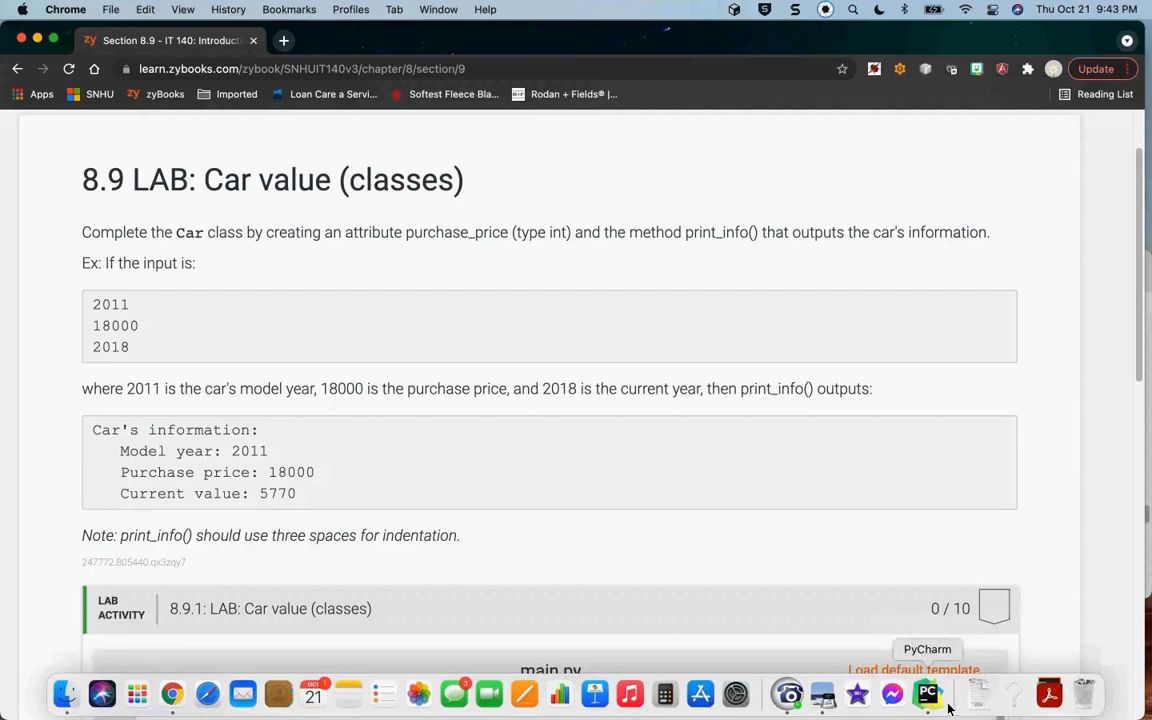 Chrome File Edit View History Bookmarks Profiles Tab Window Help Thu Oct 21 9:43 PM
zy Section 8.9 - IT 140: Introducti
learn.zybooks.com/zybook/SNHUIT140v3/chapter/8/section/9 Update
Apps SNHU zy zyBooks Imported Loan Care a Servi... Softest Fleece Bla... R+F Rodan + Fields® |... Reading List
8.9 LAB: Car value (classes)
Complete the Car class by creating an attribute purchase_price (type int) and the method print_info() that outputs the car's information.
Ex: If the input is:
2011
18000
2018
where 2011 is the car's model year, 18000 is the purchase price, and 2018 is the current year, then print_info() outputs:
Car's information:
Model year: 2011
Purchase price: 18000
Current value: 5770
Note: print_info() should use three spaces for indentation.
247772.805440.qx3zqy7
LAB
ACTIVITY
8.9.1: LAB: Car value (classes) 0 / 10
PyCharm
main.py Load default template...
OCT
21
3
PC